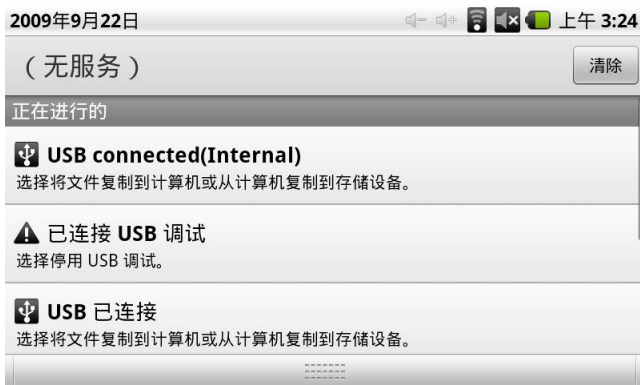 2009年9月22日 上午 3:24
（无服务） 清除
正在进行的
USB connected(Internal)
选择将文件复制到计算机或从计算机复制到存储设备。
已连接 USB 调试
选择停用 USB 调试。
USB 已连接
选择将文件复制到计算机或从计算机复制到存储设备。